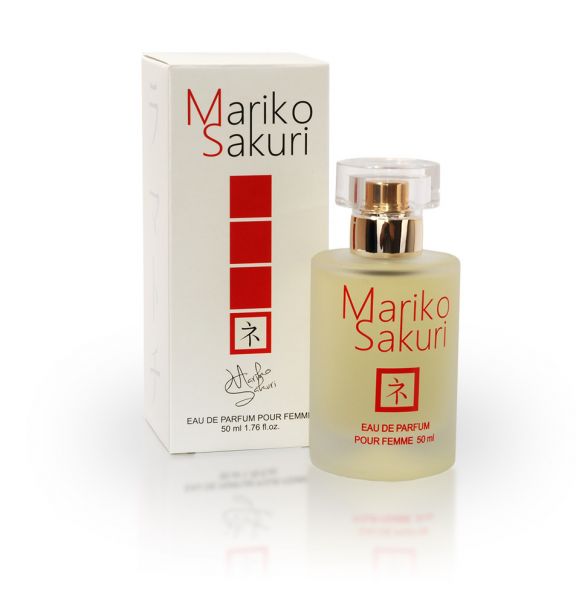 Mariko
Sakuri
ネ
Mariko
Sakuri
EAU DE PARFUM POUR FEMME
50 ml 1.76 fl.oz.
Mariko
Sakuri
ネ
EAU DE PARFUM
POUR FEMME 50 ml